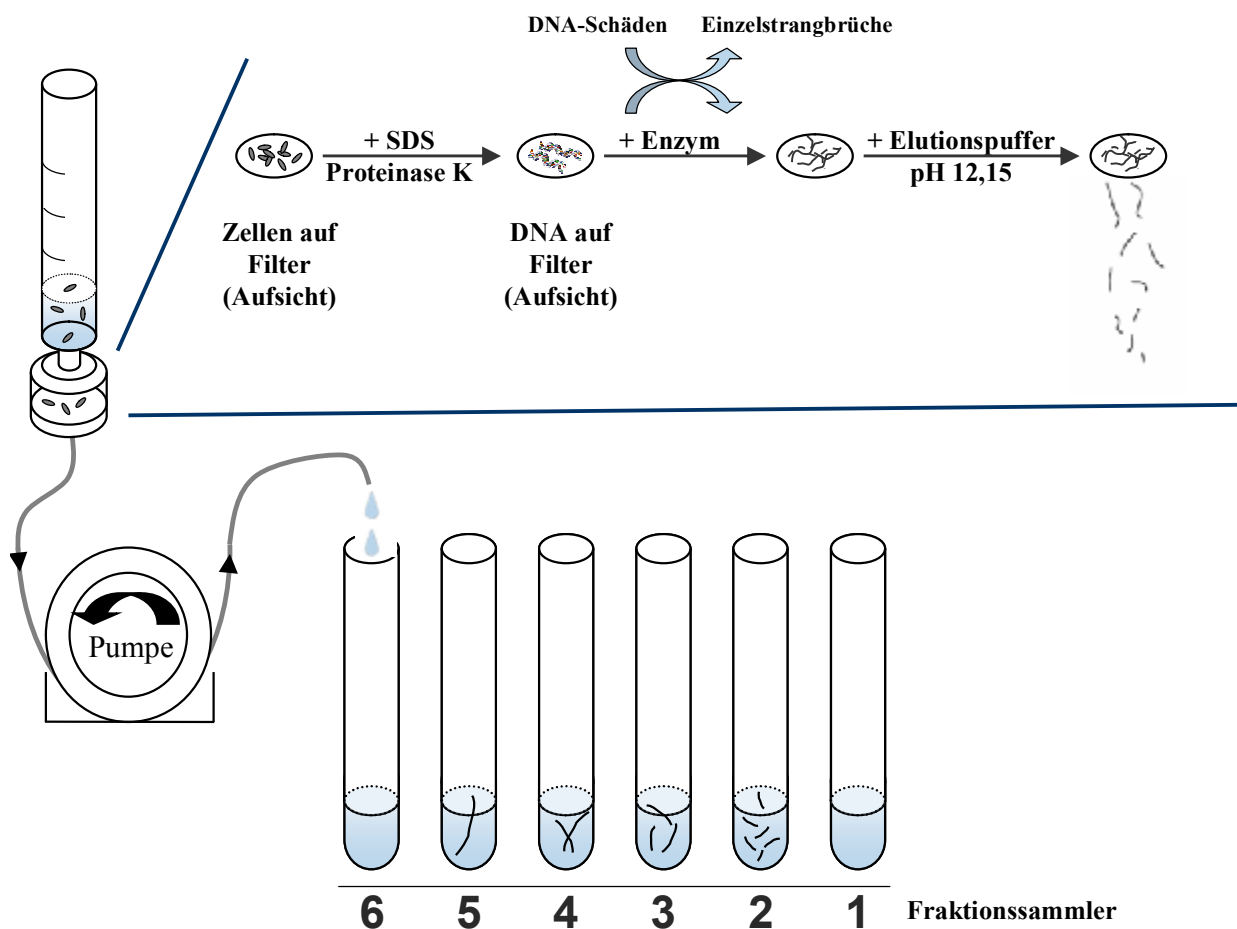 DNA-Schäden Einzelstrangbrüche
+ SDS
Proteinase K
+ Enzym
+ Elutionspuffer
pH 12,15
Zellen auf
Filter
(Aufsicht)
DNA auf
Filter
(Aufsicht)
Pumpe
6 5 4 3 2 1 Fraktionssammler